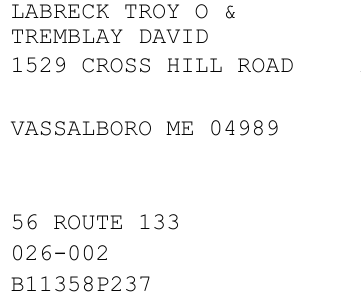 LABRECK TROY O &
TREMBLAY DAVID
1529 CROSS HILL ROAD
VASSALBORO ME 04989
56 ROUTE 133
026-002
B11358P237